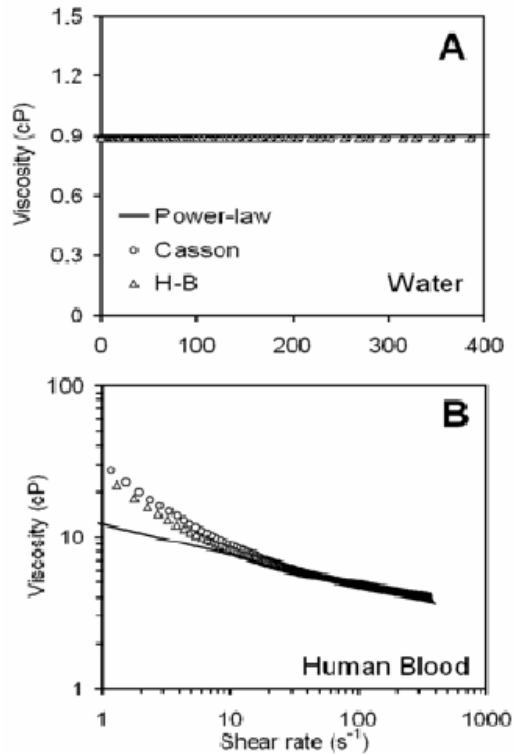 A
1.5
1.2
0.9
0.6
0.3
0
Viscosity (cP)
Power-law
Casson
H-B
Water
0 100 200 300 400
B
100
10
1
Viscosity (cP)
Human Blood
1 10 100 1000
Shear rate (s⁻¹)